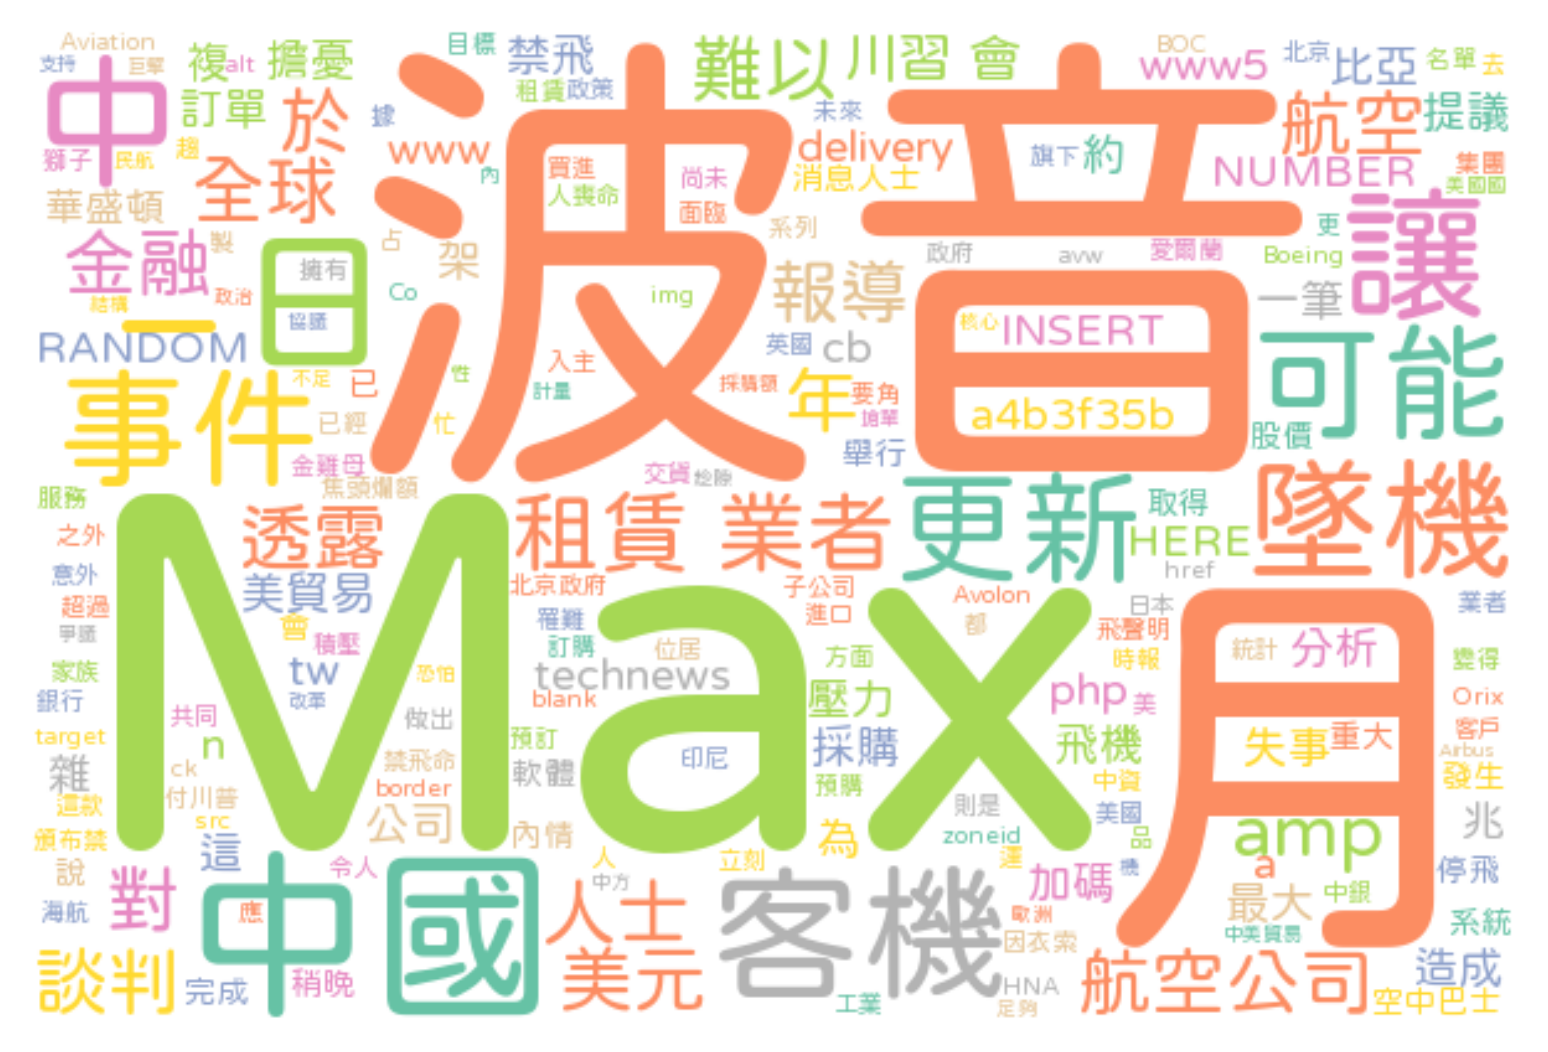 Aviation
支持
巨擘
中
複
alt
擔憂
目標
禁飛
難以
川習
會
BOC
www5
北京
比亞
名單
去
訂單
於
租賃
政策
據
未來
航空
提議
獅子
民航
趨
全球
www
內
買進
人喪命
尚未
面臨
delivery
消息人士
旗下
約
NUMBER
集團
美國國
華盛頓
波音
系列
更
讓
金融
製
日
擁有
占
架
政府
avw
愛爾蘭
Boeing
結構
政治
一
協議
Co
img
報導
一筆
RANDOM
核心
INSERT
英國
cb
可能
事件
不足
已
性
入主
計量
採購額
年
要角
搶單
a4b3f35b
已經
忙
股價
舉行
金雞母
焦頭爛額
交貨
齟齬
服務
透露
租賃
業者
更新
取得
墜機
之外
HERE
href
意外
美貿易
北京政府
子公司
進口
Avolon
日本
業者
超過
爭議
會
積壓
Max
罹難
訂購
都
飛聲明
月
統計
分析
家族
tw
恐怕
technews
位居
方面
時報
變得
銀行
改革
blank
壓力
php
美
Orix
共同
做出
客戶
target
n
預訂
印尼
採購
飛機
失事
重大
Airbus
雜
ck
禁飛命
軟體
預購
中資
發生
付川普
border
這款
src
公司
內情
則是
美國
兆
頒布禁
這
為
zoneid
品
amp
說
令人
人
中方
立刻
運
加碼
機
a
停飛
對
中國
人士
客機
最大
中銀
海航
應
歐洲
中美貿易
系統
因衣索
談判
完成
稍晚
美元
HNA
足夠
工業
航空公司
造成
空中巴士